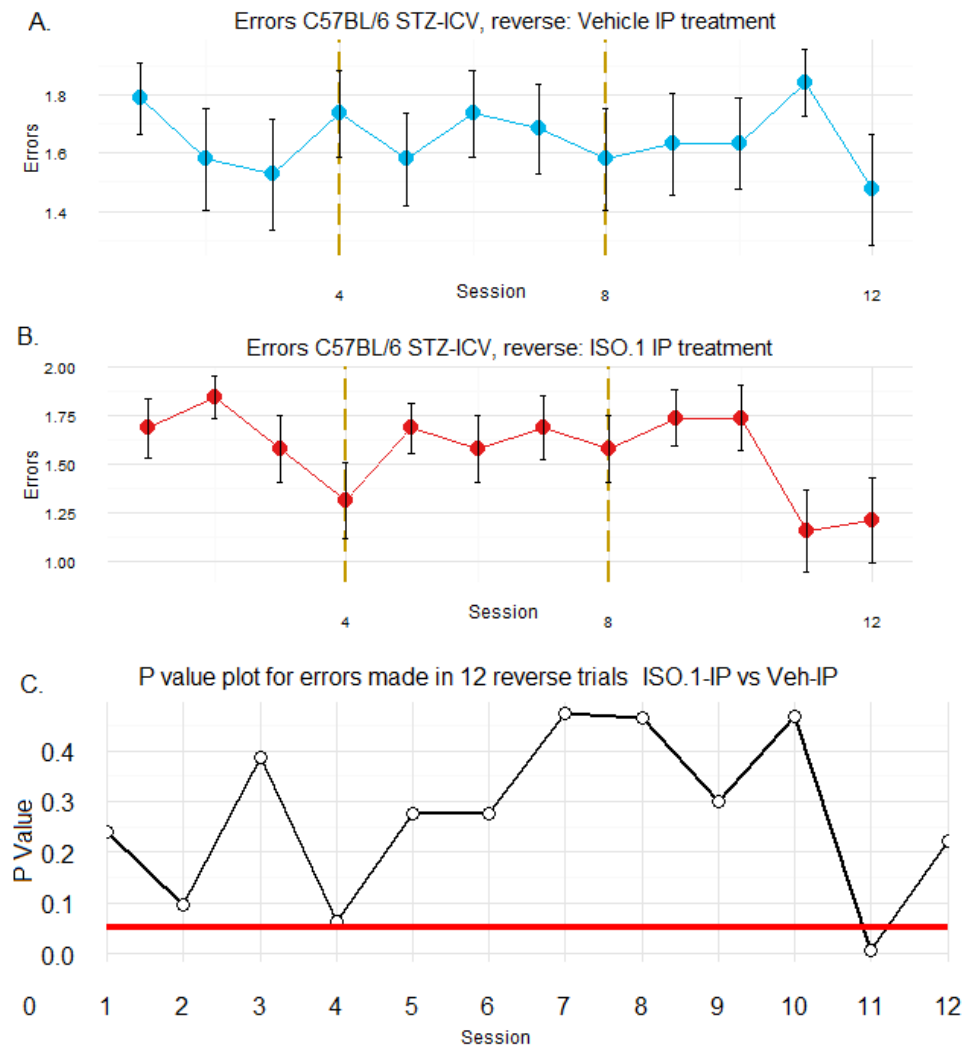 A.
Errors C57BL/6 STZ-ICV, reverse: Vehicle IP treatment
Errors
1.8
1.6
1.4
4 8 12
Session
B.
Errors C57BL/6 STZ-ICV, reverse: ISO.1 IP treatment
Errors
2.00
1.75
1.50
1.25
1.00
4 8 12
Session
C.
P value plot for errors made in 12 reverse trials ISO.1-IP vs Veh-IP
P Value
0.4
0.3
0.2
0.1
0.0
0 1 2 3 4 5 6 7 8 9 10 11 12
Session